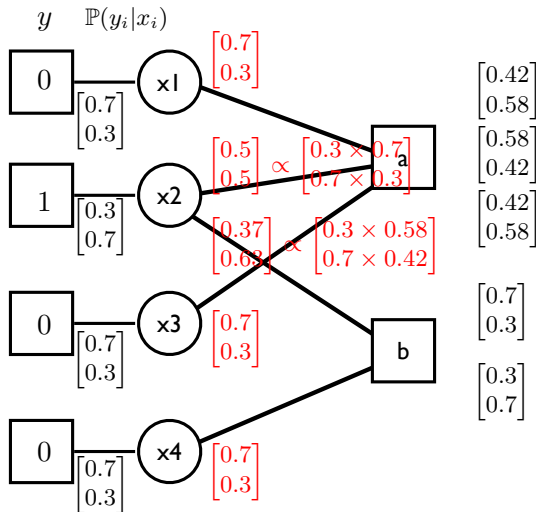 y P(y_i|x_i)
[0.7
0.3]
0 x1
[0.7
0.3]
[0.42
0.58]
[0.5
0.5] ∝ [0.3 × 0.7
0.7 × 0.3]
a
[0.58
0.42]
1 x2
[0.3
0.7]
[0.37
0.63] ∝ [0.3 × 0.58
0.7 × 0.42]
[0.42
0.58]
0 x3
[0.7
0.3]
[0.7
0.3]
b
[0.7
0.3]
[0.3
0.7]
0 x4
[0.7
0.3]
[0.7
0.3]